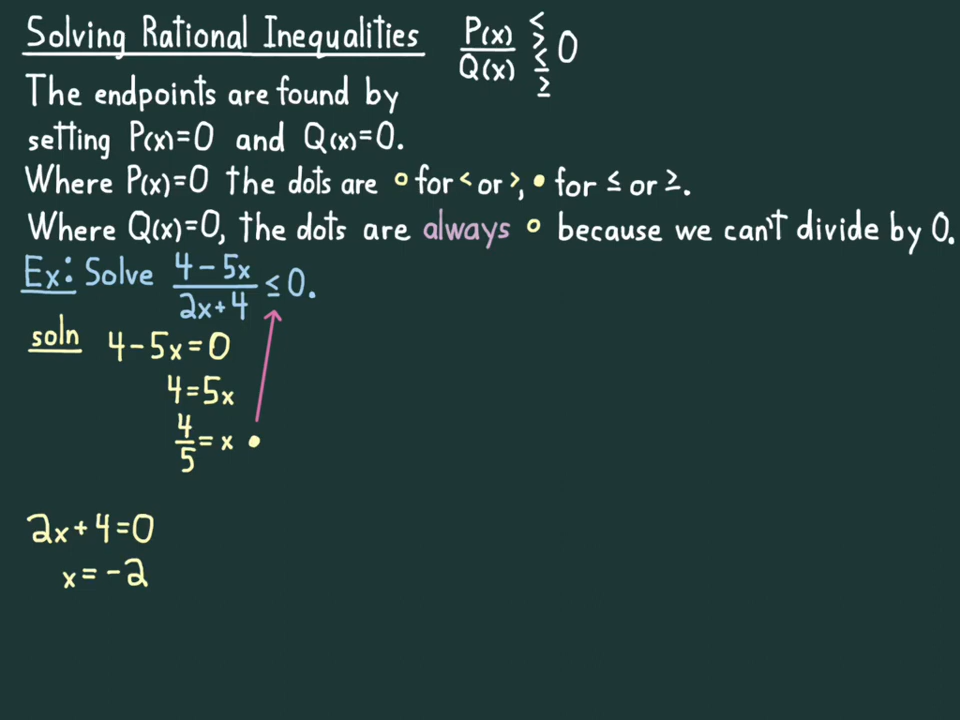 Solving Rational Inequalities P(x)/Q(x) < > ≤ ≥ 0
The endpoints are found by
setting P(x)=0 and Q(x)=0.
Where P(x)=0 the dots are ∘ for < or >, • for ≤ or ≥.
Where Q(x)=0, the dots are always ∘ because we can't divide by 0.
Ex: Solve (4-5x)/(2x+4) ≤ 0.
soln 4-5x=0
4=5x
4/5 = x •
2x+4=0
x=-2